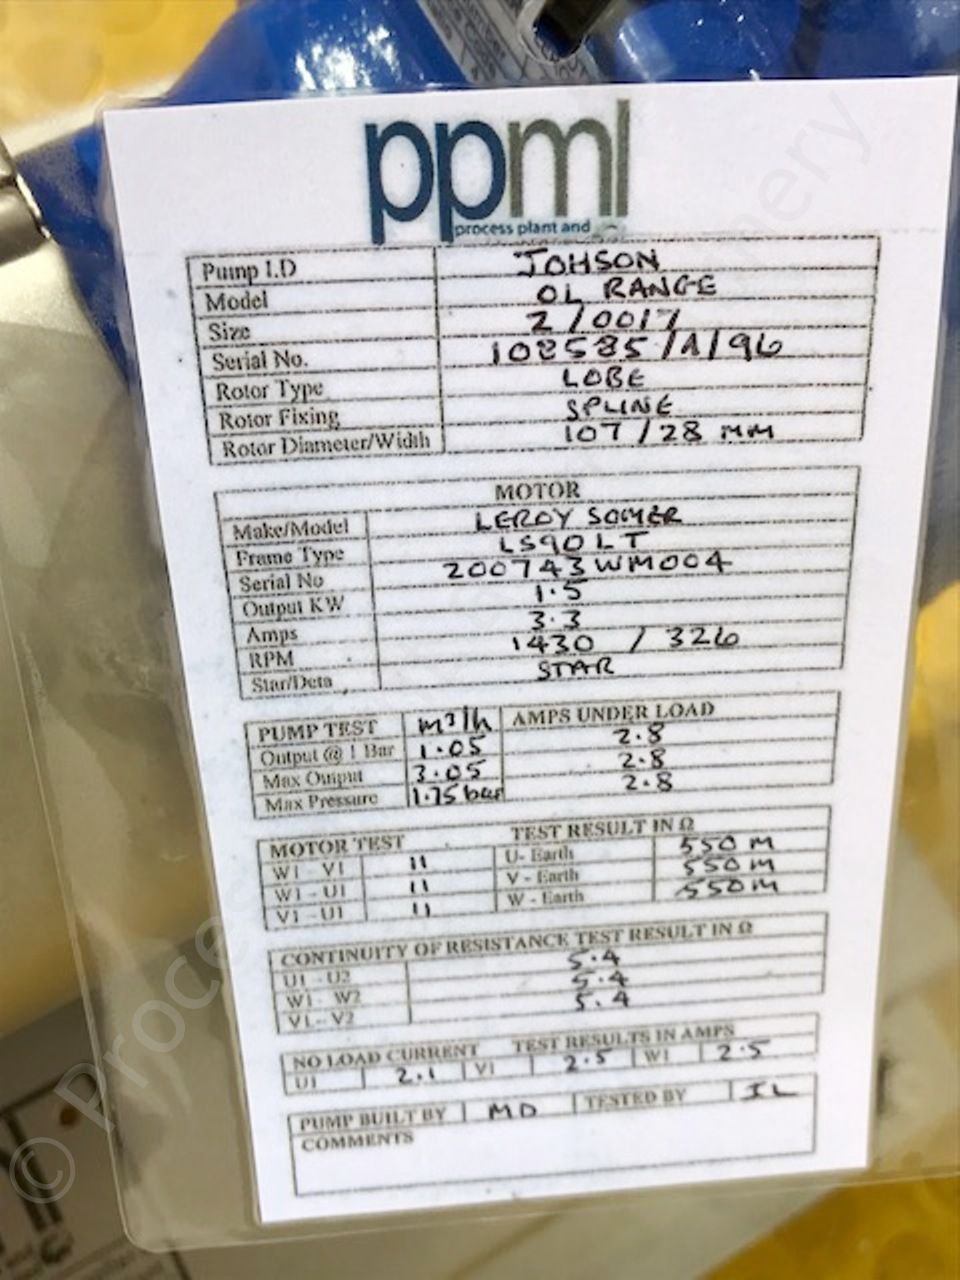 ppml
process plant and
Pump I.D JOHSON
Model OL RANGE
Size 2/0017
Serial No. 108585/A/96
Rotor Type LOBE
Rotor Fixing SPLINE
Rotor Diameter/Width 107/28 MM
MOTOR
Make/Model LEROY SOMER
Frame Type LS90LT
Serial No 200743WM004
Output KW 1.5
Amps 3.3
RPM 1430 / 326
Star/Deta STAR
PUMP TEST m³/h AMPS UNDER LOAD
Output @ 1 Bar 1.05 2.8
Max Output 3.05 2.8
Max Pressure 1.75 bar 2.8
MOTOR TEST TEST RESULT IN Ω
W1 - V1 11 U- Earth 550 M
W1 - U1 11 V - Earth 550 M
V1 - U1 11 W - Earth 550 M
CONTINUITY OF RESISTANCE TEST RESULT IN Ω
U1 - U2 5.4
W1 - W2 5.4
V1 - V2 5.4
NO LOAD CURRENT TEST RESULTS IN AMPS
U1 2.1 V1 2.5 W1 2.5
PUMP BUILT BY MD TESTED BY IL
COMMENTS